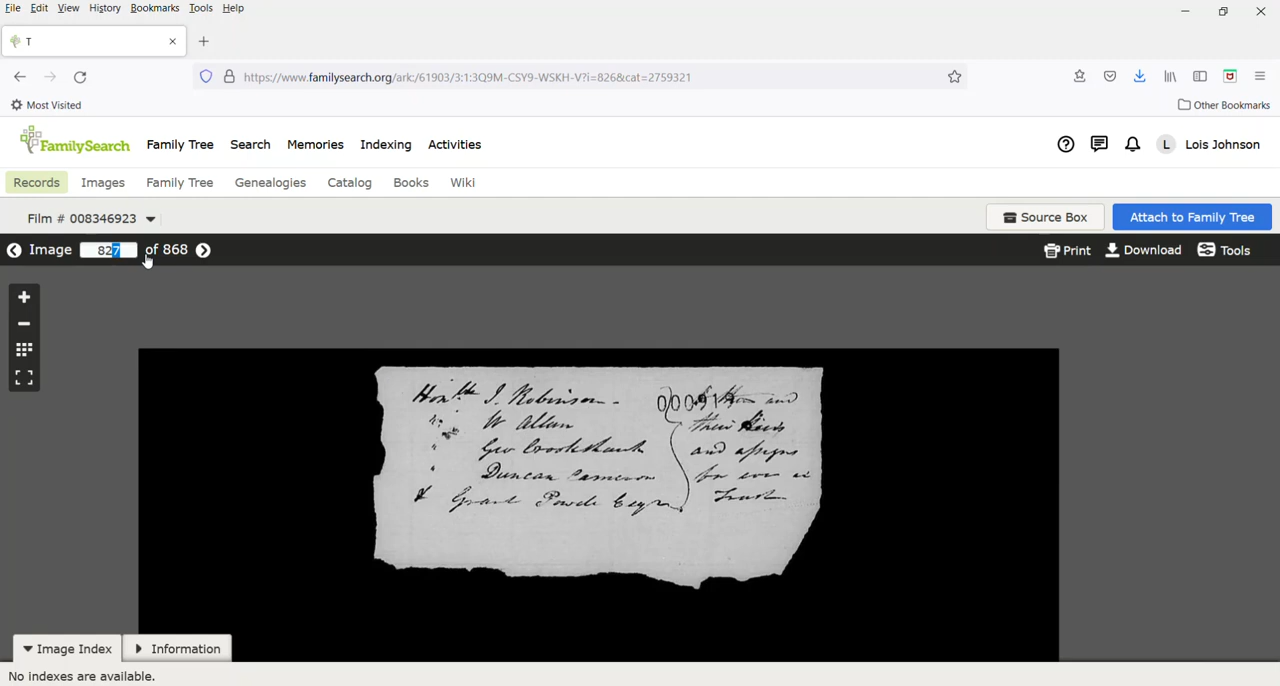 File Edit View History Bookmarks Tools Help
T
https://www.familysearch.org/ark:/61903/3:1:3Q9M-CSY9-WSKH-V?i=826&cat=2759321
Most Visited
Other Bookmarks
FamilySearch Family Tree Search Memories Indexing Activities
L Lois Johnson
Records Images Family Tree Genealogies Catalog Books Wiki
Film # 008346923
Source Box Attach to Family Tree
Image 827 of 868
Print Download Tools
Honble J. Robinson
W Allan
Geo Crookshank
Duncan Cameron
& Grant Powell Esqrs
and
their Heirs
and assigns
for ever in
Trust
Image Index Information
No indexes are available.